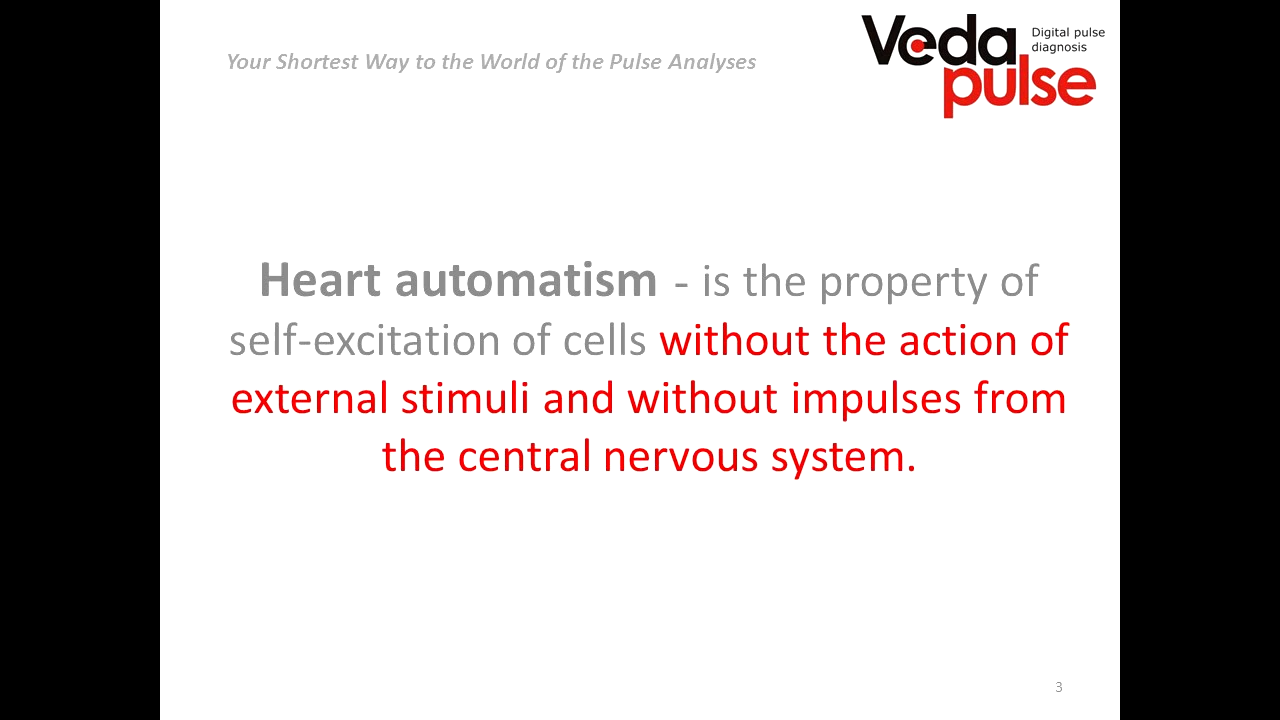 Your Shortest Way to the World of the Pulse Analyses
Veda
pulse
Digital pulse
diagnosis
Heart automatism - is the property of
self-excitation of cells without the action of
external stimuli and without impulses from
the central nervous system.
3